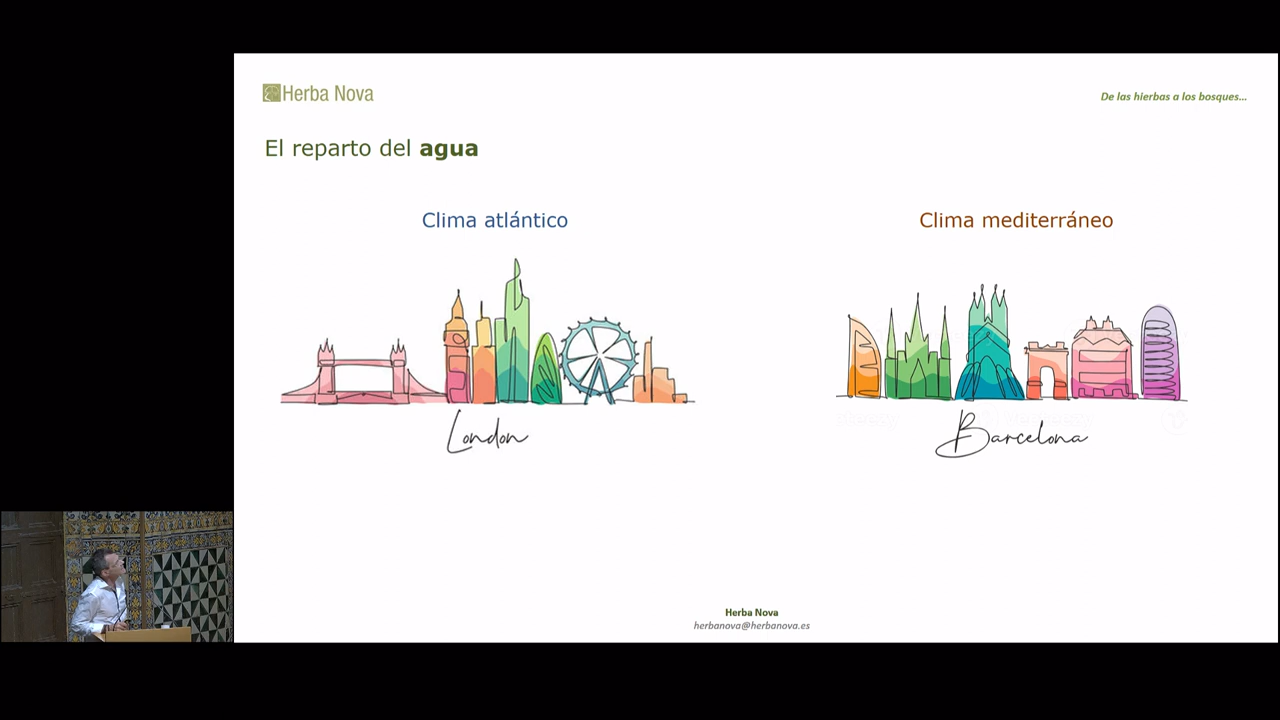 Herba Nova
De las hierbas a los bosques...
El reparto del agua
Clima atlántico
Clima mediterráneo
London
Barcelona
Herba Nova
herbanova@herbanova.es